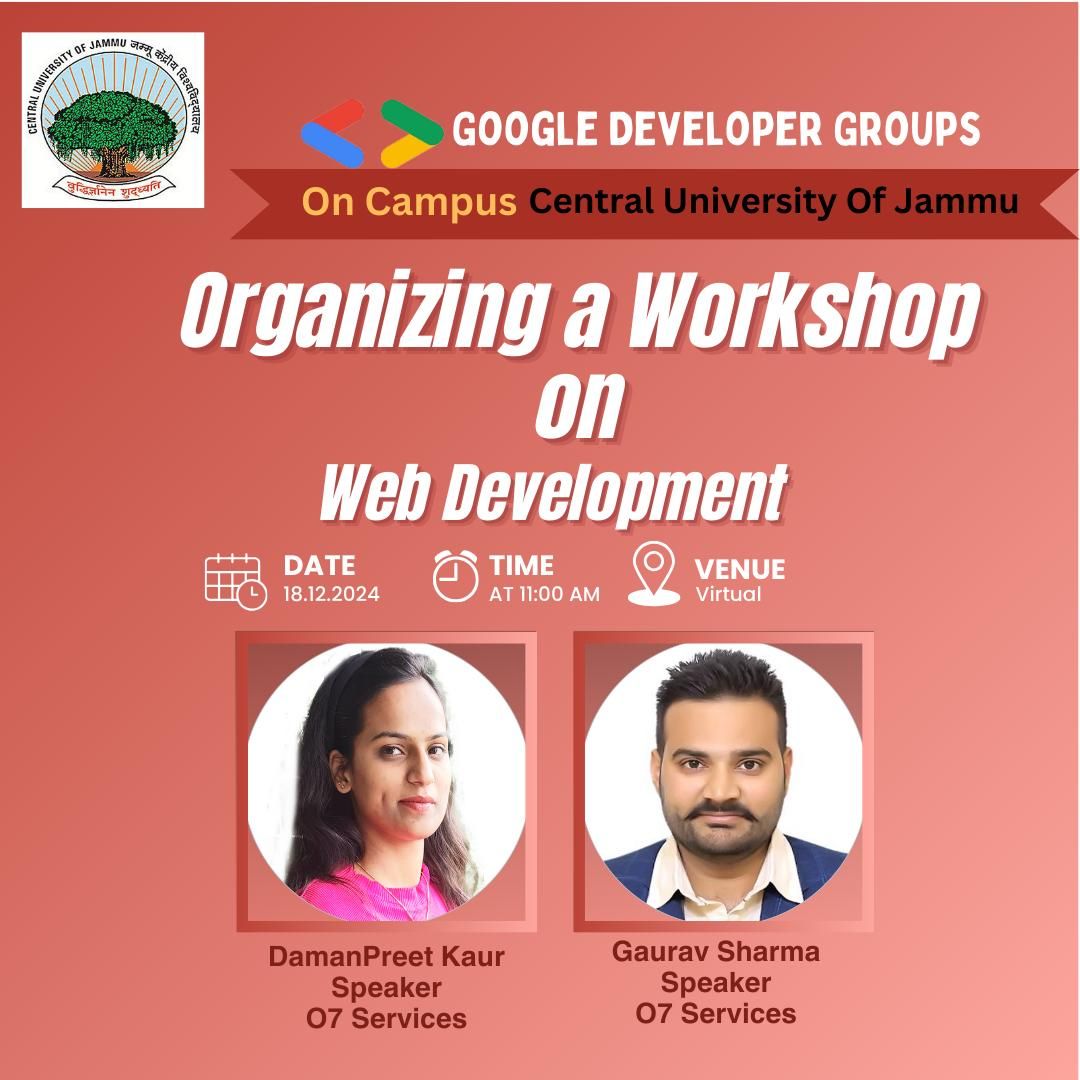 CENTRAL UNIVERSITY OF JAMMU जम्मू केंद्रीय विश्वविद्यालय
बुद्धिर्ज्ञानेन शुद्ध्यति
GOOGLE DEVELOPER GROUPS
On Campus Central University Of Jammu
Organizing a Workshop
on
Web Development
DATE
18.12.2024
TIME
AT 11:00 AM
VENUE
Virtual
DamanPreet Kaur
Speaker
O7 Services
Gaurav Sharma
Speaker
O7 Services